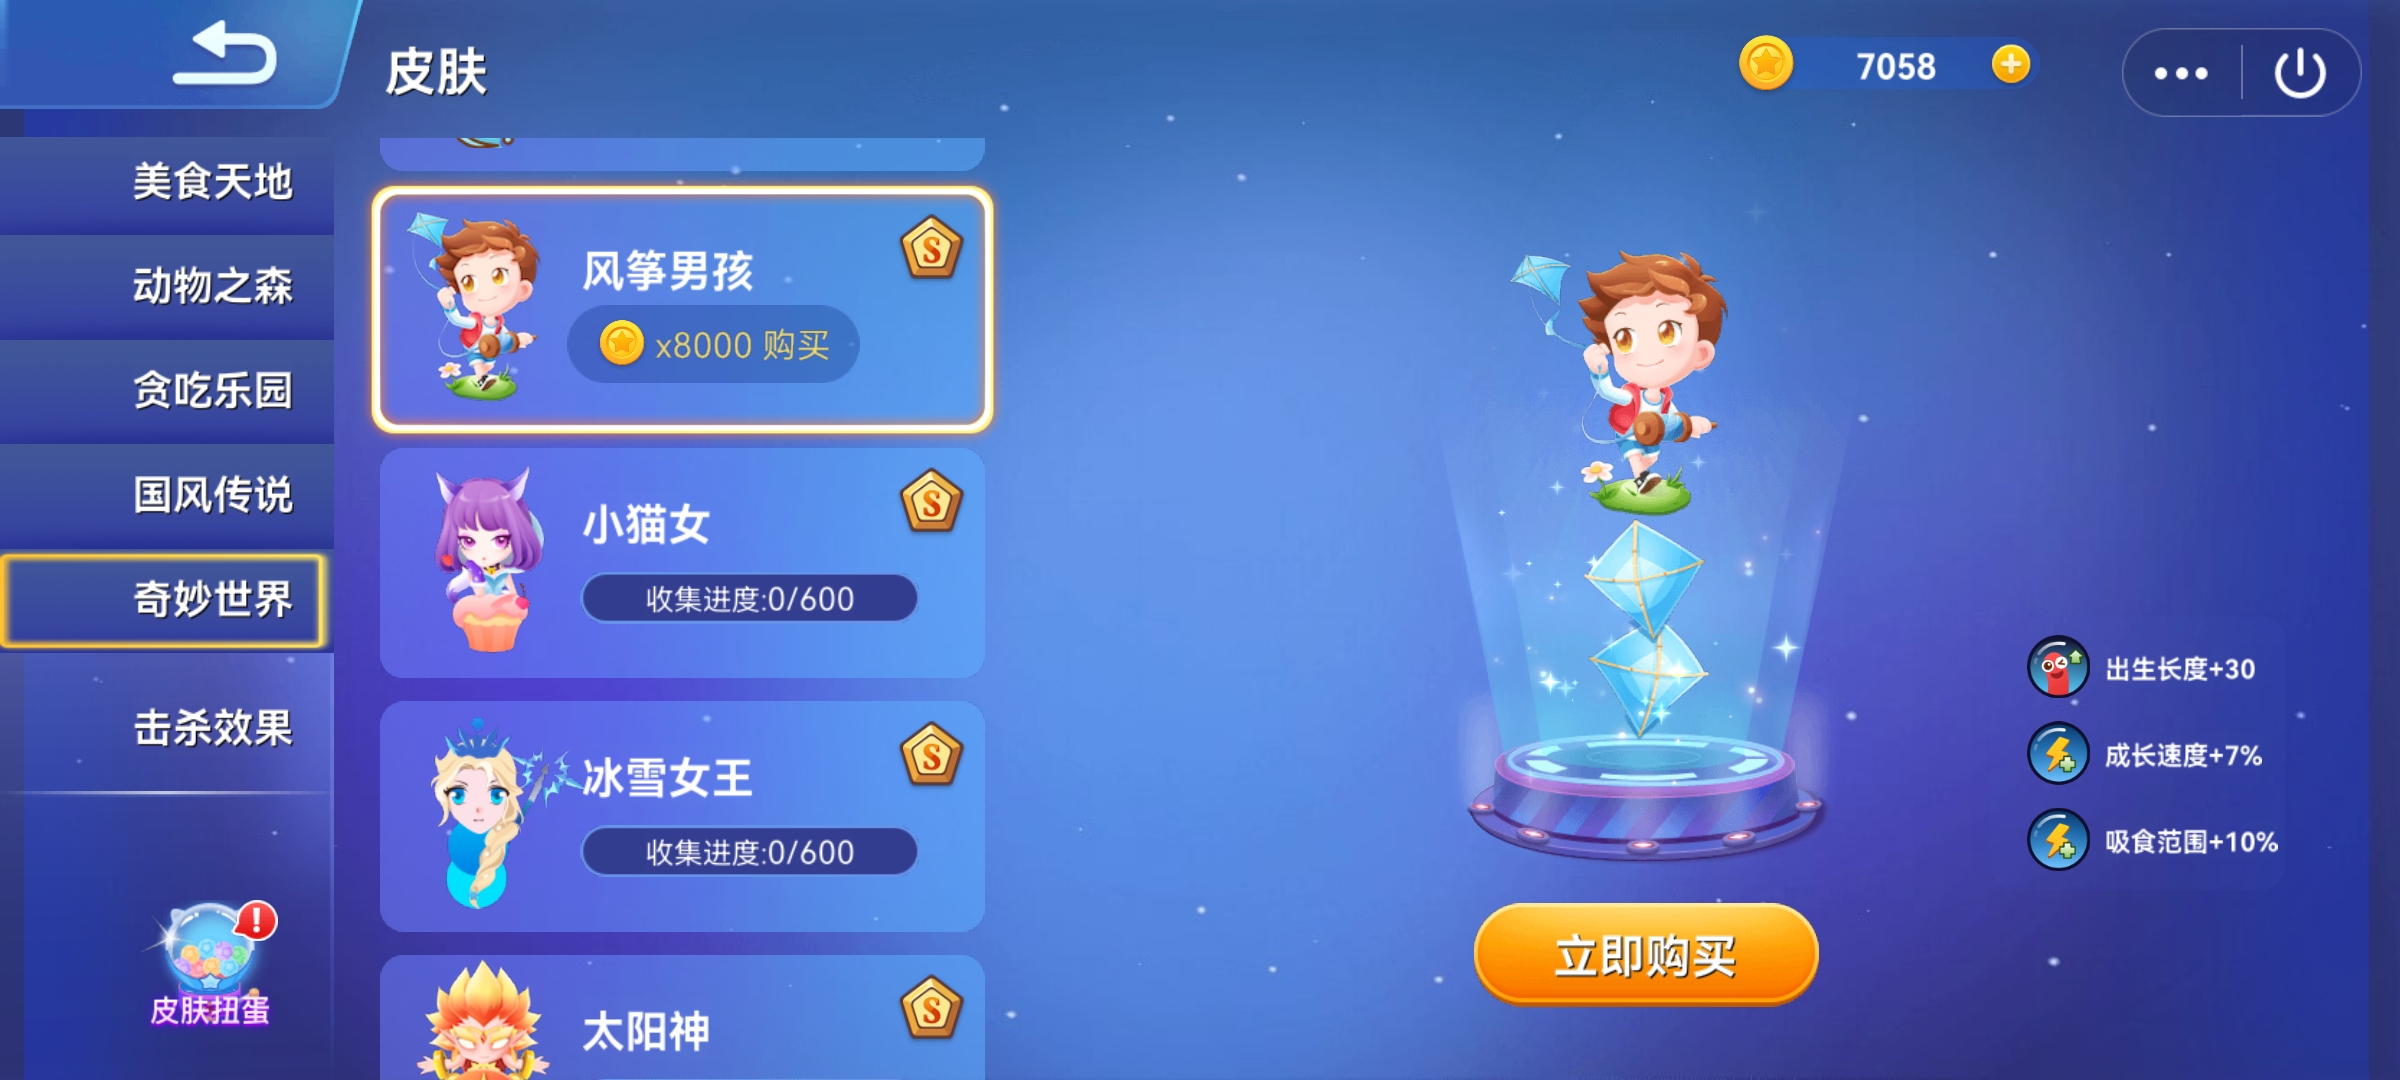 皮肤
7058
美食天地
动物之森
贪吃乐园
国风传说
奇妙世界
击杀效果
皮肤扭蛋
风筝男孩
S
x8000 购买
小猫女
S
收集进度:0/600
冰雪女王
S
收集进度:0/600
太阳神
S
出生长度+30
成长速度+7%
吸食范围+10%
立即购买